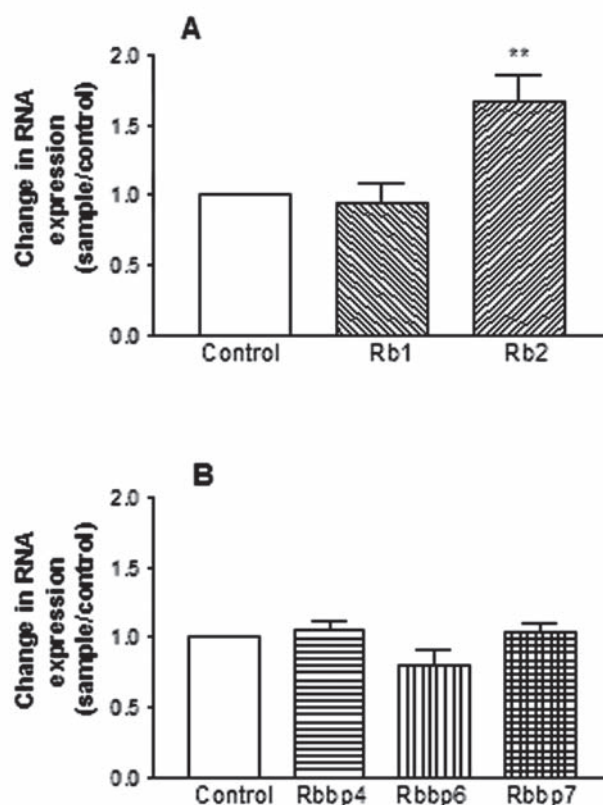 A
Change in RNA
expression
(sample/control)
2.0
1.5
1.0
0.5
0.0
**
Control Rb1 Rb2
B
Change in RNA
expression
(sample/control)
2.0
1.5
1.0
0.5
0.0
Control Rbbp4 Rbbp6 Rbbp7